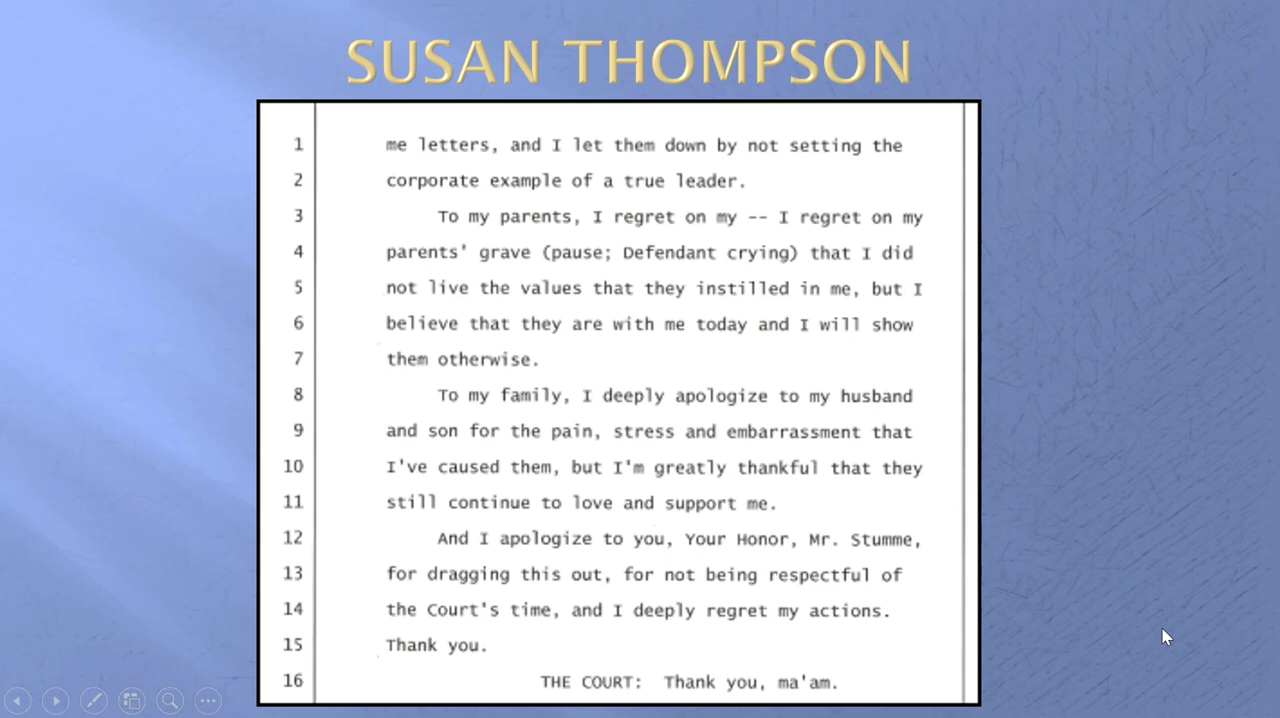 SUSAN THOMPSON
1 me letters, and I let them down by not setting the
2 corporate example of a true leader.
3 To my parents, I regret on my -- I regret on my
4 parents' grave (pause; Defendant crying) that I did
5 not live the values that they instilled in me, but I
6 believe that they are with me today and I will show
7 them otherwise.
8 To my family, I deeply apologize to my husband
9 and son for the pain, stress and embarrassment that
10 I've caused them, but I'm greatly thankful that they
11 still continue to love and support me.
12 And I apologize to you, Your Honor, Mr. Stumme,
13 for dragging this out, for not being respectful of
14 the Court's time, and I deeply regret my actions.
15 Thank you.
16 THE COURT: Thank you, ma'am.